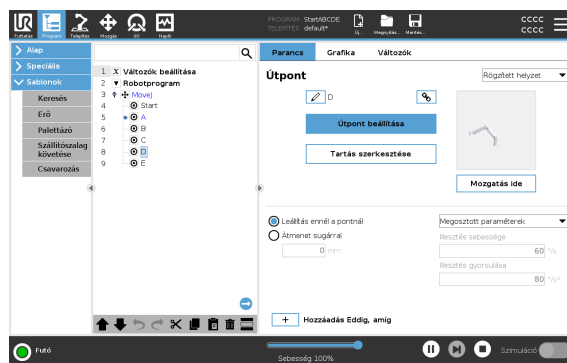 PROGRAM StartABCDE
TELEPÍTÉS default*
CCCC
CCCC
Futtatás Program Telepítés Mozgás I/O Napló Új... Megnyitás... Mentés...
Alap
Speciális
Sablonok
Keresés
Erő
Palettázó
Szállítószalag
követése
Csavarozás
1 X Változók beállítása
2 Robotprogram
3 MoveJ
4 Start
5 A
6 B
7 C
8 D
9 E
Parancs Grafika Változók
Útpont
Rögzített helyzet
D
Útpont beállítása
Tartás szerkesztése
Mozgatás ide
Leállítás ennél a pontnál
Átmenet sugárral
0 mm
Megosztott paraméterek
Illesztés sebessége
60 °/s
Illesztés gyorsulása
80 °/s²
+ Hozzáadás Eddig, amíg
Futó
Sebesség 100%
Szimuláció